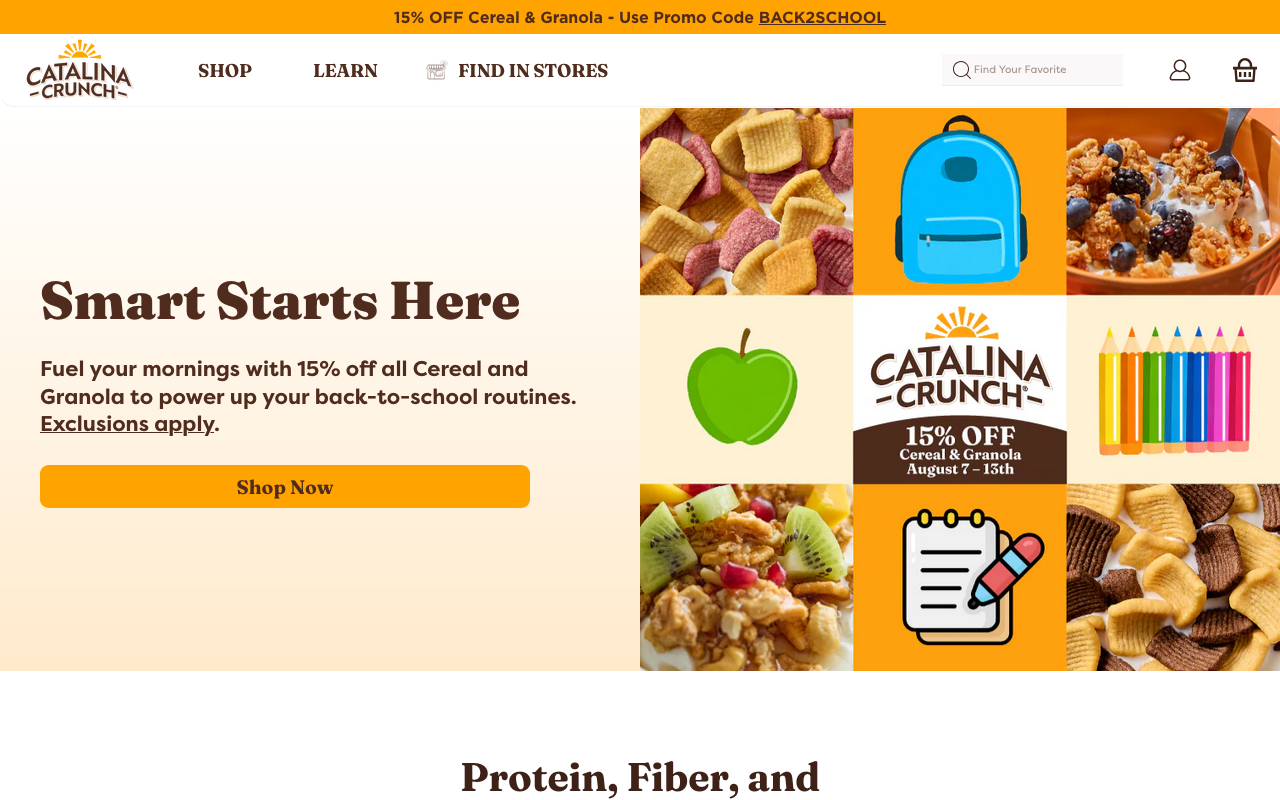 15% OFF Cereal & Granola - Use Promo Code BACK2SCHOOL
CATALINA
CRUNCH
SHOP
LEARN
FIND IN STORES
Find Your Favorite
Smart Starts Here
Fuel your mornings with 15% off all Cereal and
Granola to power up your back-to-school routines.
Exclusions apply.
Shop Now
CATALINA
CRUNCH®
15% OFF
Cereal & Granola
August 7 – 13th
Protein, Fiber, and